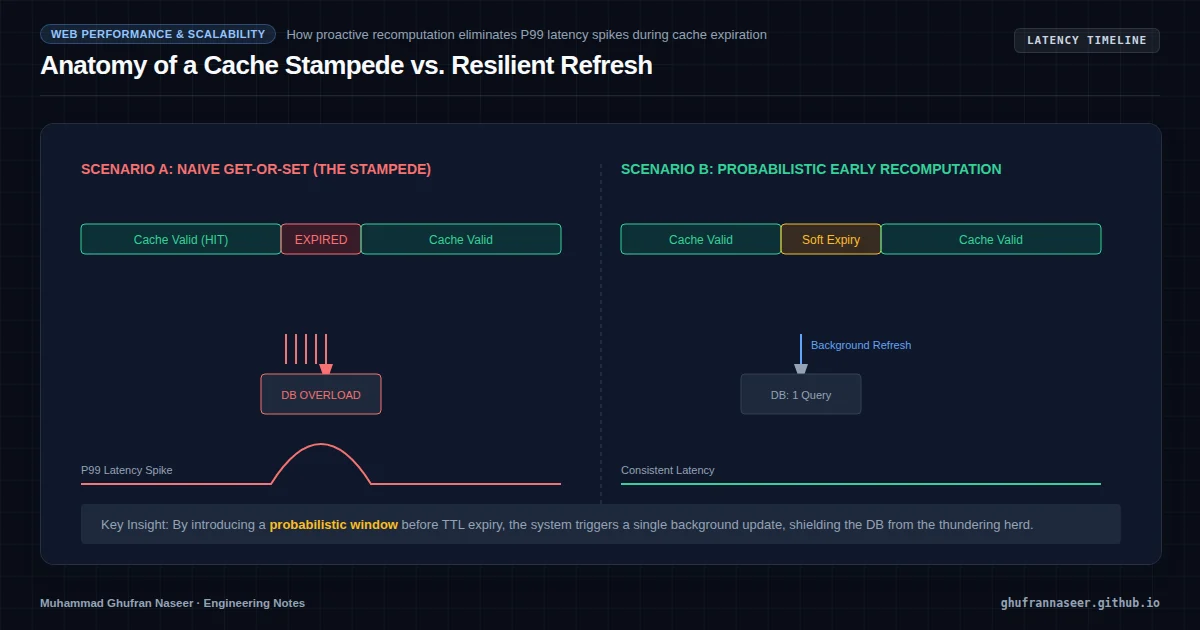 WEB PERFORMANCE & SCALABILITY
How proactive recomputation eliminates P99 latency spikes during cache expiration
LATENCY TIMELINE
Anatomy of a Cache Stampede vs. Resilient Refresh
SCENARIO A: NAIVE GET-OR-SET (THE STAMPEDE)
Cache Valid (HIT)
EXPIRED
Cache Valid
DB OVERLOAD
P99 Latency Spike
SCENARIO B: PROBABILISTIC EARLY RECOMPUTATION
Cache Valid
Soft Expiry
Cache Valid
Background Refresh
DB: 1 Query
Consistent Latency
Key Insight: By introducing a probabilistic window before TTL expiry, the system triggers a single background update, shielding the DB from the thundering herd.
Muhammad Ghufran Naseer · Engineering Notes
ghufrannaseer.github.io